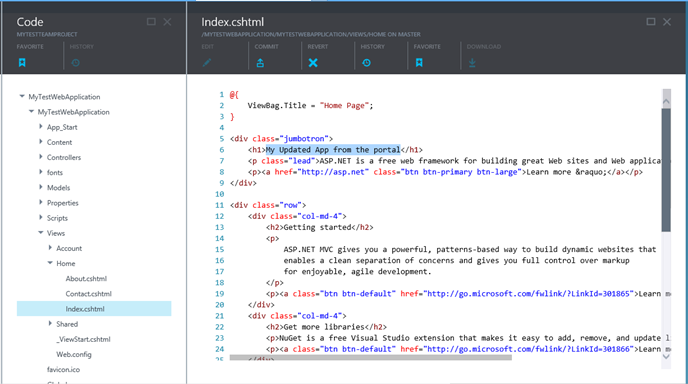 Code
MYTESTTEAMPROJECT
FAVORITE
HISTORY
MyTestWebApplication
MyTestWebApplication
App_Start
Content
Controllers
fonts
Models
Properties
Scripts
Views
Account
Home
About.cshtml
Contact.cshtml
Index.cshtml
Shared
_ViewStart.cshtml
Web.config
favicon.ico
Index.cshtml
/MYTESTWEBAPPLICATION/MYTESTWEBAPPLICATION/VIEWS/HOME ON MASTER
EDIT
COMMIT
REVERT
HISTORY
FAVORITE
DOWNLOAD
1 @{
2 ViewBag.Title = "Home Page";
3 }
4
5 <div class="jumbotron">
6 <h1>My Updated App from the portal</h1>
7 <p class="lead">ASP.NET is a free web framework for building great Web sites and Web applica
8 <p><a href="http://asp.net" class="btn btn-primary btn-large">Learn more &raquo;</a></p>
9 </div>
10
11 <div class="row">
12 <div class="col-md-4">
13 <h2>Getting started</h2>
14 <p>
15 ASP.NET MVC gives you a powerful, patterns-based way to build dynamic websites that
16 enables a clean separation of concerns and gives you full control over markup
17 for enjoyable, agile development.
18 </p>
19 <p><a class="btn btn-default" href="http://go.microsoft.com/fwlink/?LinkId=301865">Learn m
20 </div>
21 <div class="col-md-4">
22 <h2>Get more libraries</h2>
23 <p>NuGet is a free Visual Studio extension that makes it easy to add, remove, and update l
24 <p><a class="btn btn-default" href="http://go.microsoft.com/fwlink/?LinkId=301866">Learn m
25 </div>